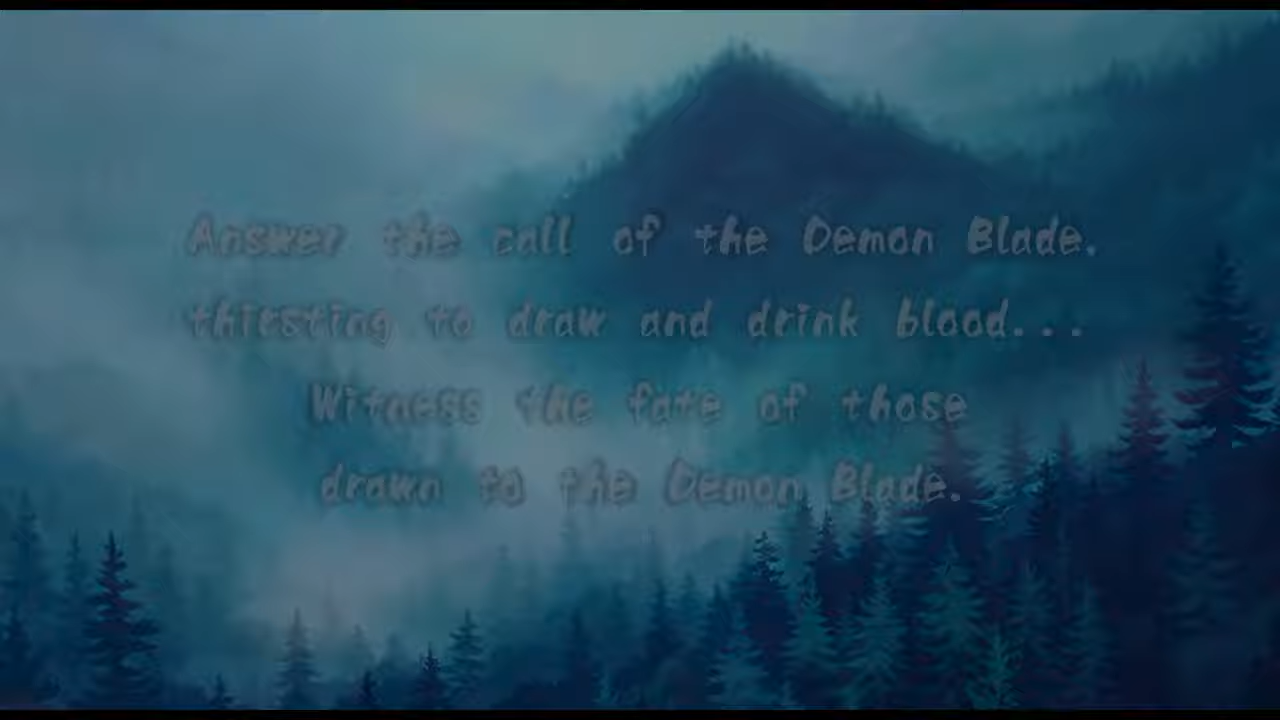 Answer the call of the Demon Blade.
thirsting to draw and drink blood...
Witness the fate of those
drawn to the Demon Blade.